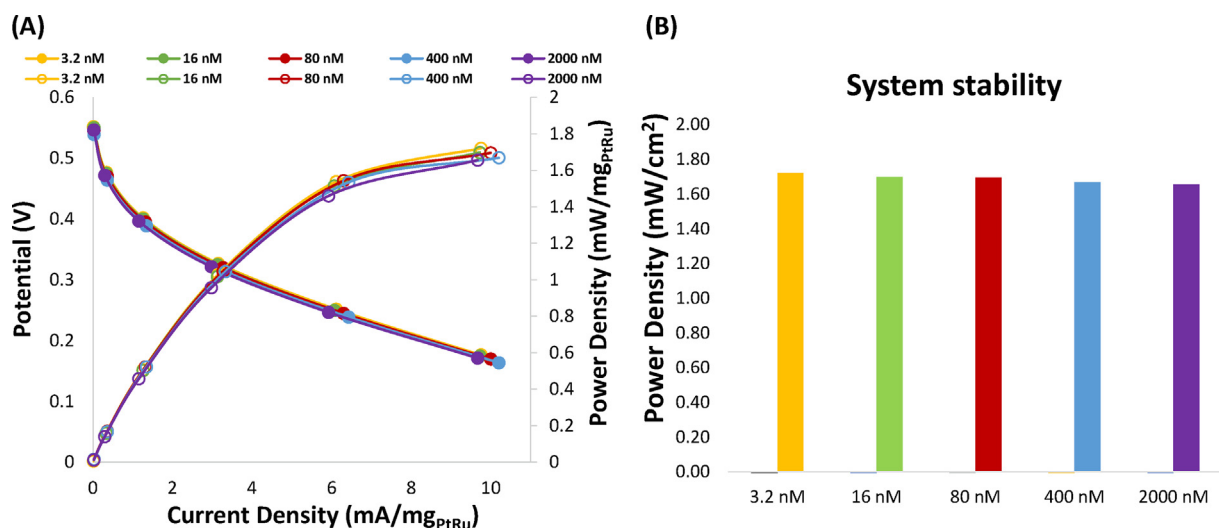 (A)
3.2 nM 16 nM 80 nM 400 nM 2000 nM
3.2 nM 16 nM 80 nM 400 nM 2000 nM
0.6
0.5
0.4
0.3
0.2
0.1
0
Potential (V)
2
1.8
1.6
1.4
1.2
1
0.8
0.6
0.4
0.2
0
Power Density (mW/mgPtRu)
0 2 4 6 8 10
Current Density (mA/mgPtRu)
(B)
System stability
2.00
1.80
1.60
1.40
1.20
1.00
0.80
0.60
0.40
0.20
0.00
Power Density (mW/cm²)
3.2 nM 16 nM 80 nM 400 nM 2000 nM